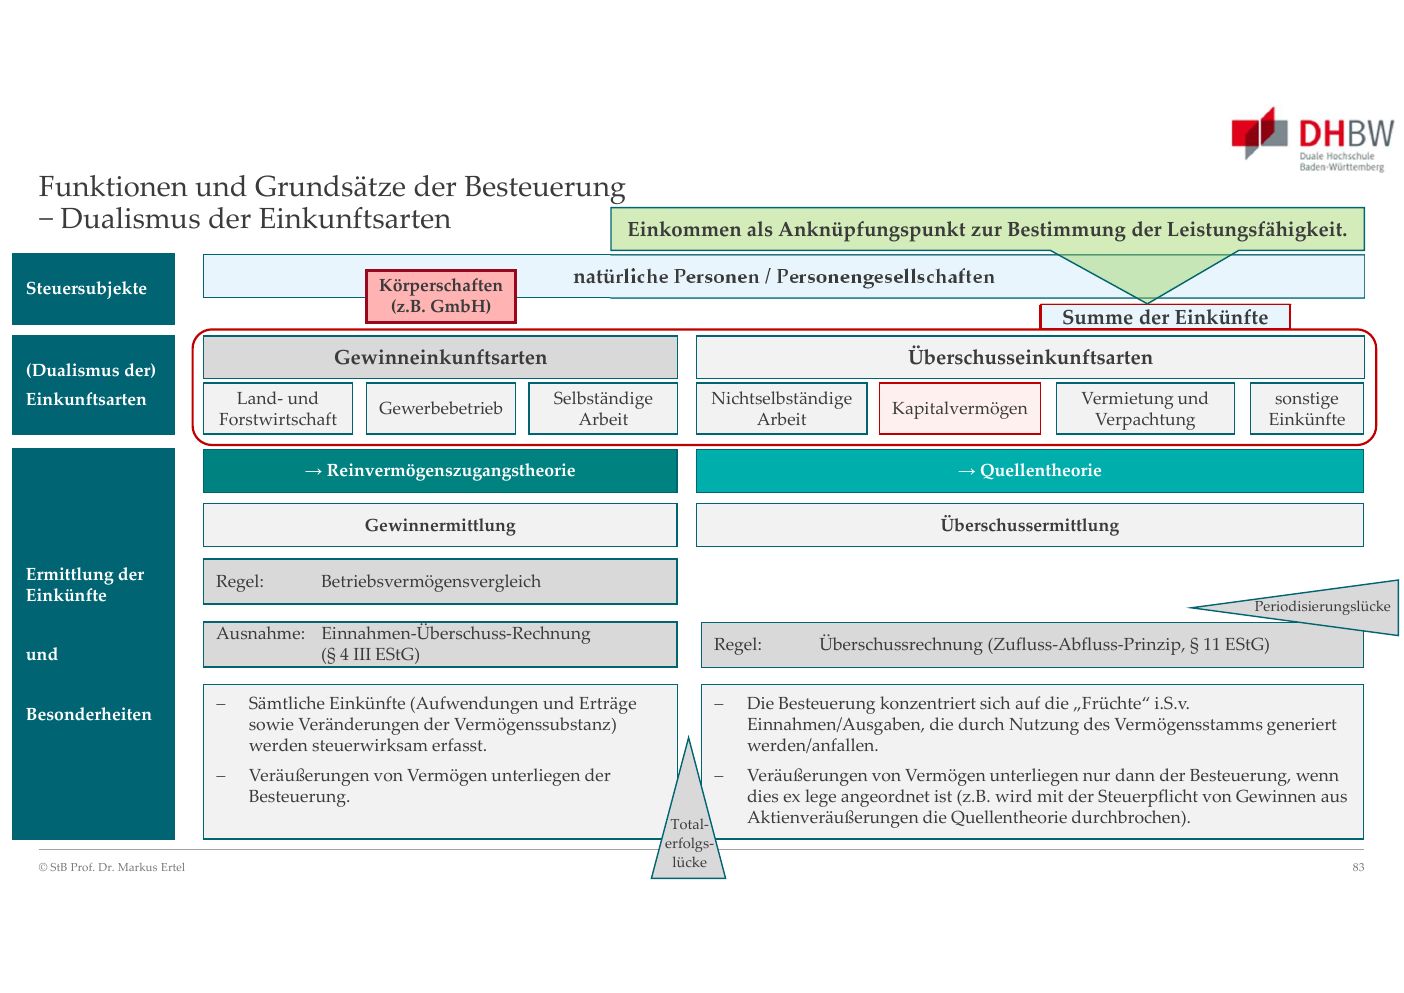 DHBW
Duale Hochschule
Baden-Württemberg
Funktionen und Grundsätze der Besteuerung
– Dualismus der Einkunftsarten
Einkommen als Anknüpfungspunkt zur Bestimmung der Leistungsfähigkeit.
Steuersubjekte
natürliche Personen / Personengesellschaften
Körperschaften
(z.B. GmbH)
Summe der Einkünfte
(Dualismus der)
Einkunftsarten
Gewinneinkunftsarten
Überschusseinkunftsarten
Land- und
Forstwirtschaft
Gewerbebetrieb
Selbständige
Arbeit
Nichtselbständige
Arbeit
Kapitalvermögen
Vermietung und
Verpachtung
sonstige
Einkünfte
→ Reinvermögenszugangstheorie
→ Quellentheorie
Gewinnermittlung
Überschussermittlung
Ermittlung der
Einkünfte
und
Besonderheiten
Regel: Betriebsvermögensvergleich
Periodisierungslücke
Ausnahme: Einnahmen-Überschuss-Rechnung
(§ 4 III EStG)
Regel: Überschussrechnung (Zufluss-Abfluss-Prinzip, § 11 EStG)
– Sämtliche Einkünfte (Aufwendungen und Erträge
sowie Veränderungen der Vermögenssubstanz)
werden steuerwirksam erfasst.
– Veräußerungen von Vermögen unterliegen der
Besteuerung.
– Die Besteuerung konzentriert sich auf die „Früchte“ i.S.v.
Einnahmen/Ausgaben, die durch Nutzung des Vermögensstamms generiert
werden/anfallen.
– Veräußerungen von Vermögen unterliegen nur dann der Besteuerung, wenn
dies ex lege angeordnet ist (z.B. wird mit der Steuerpflicht von Gewinnen aus
Aktienveräußerungen die Quellentheorie durchbrochen).
Total-
erfolgs-
lücke
© StB Prof. Dr. Markus Ertel
83